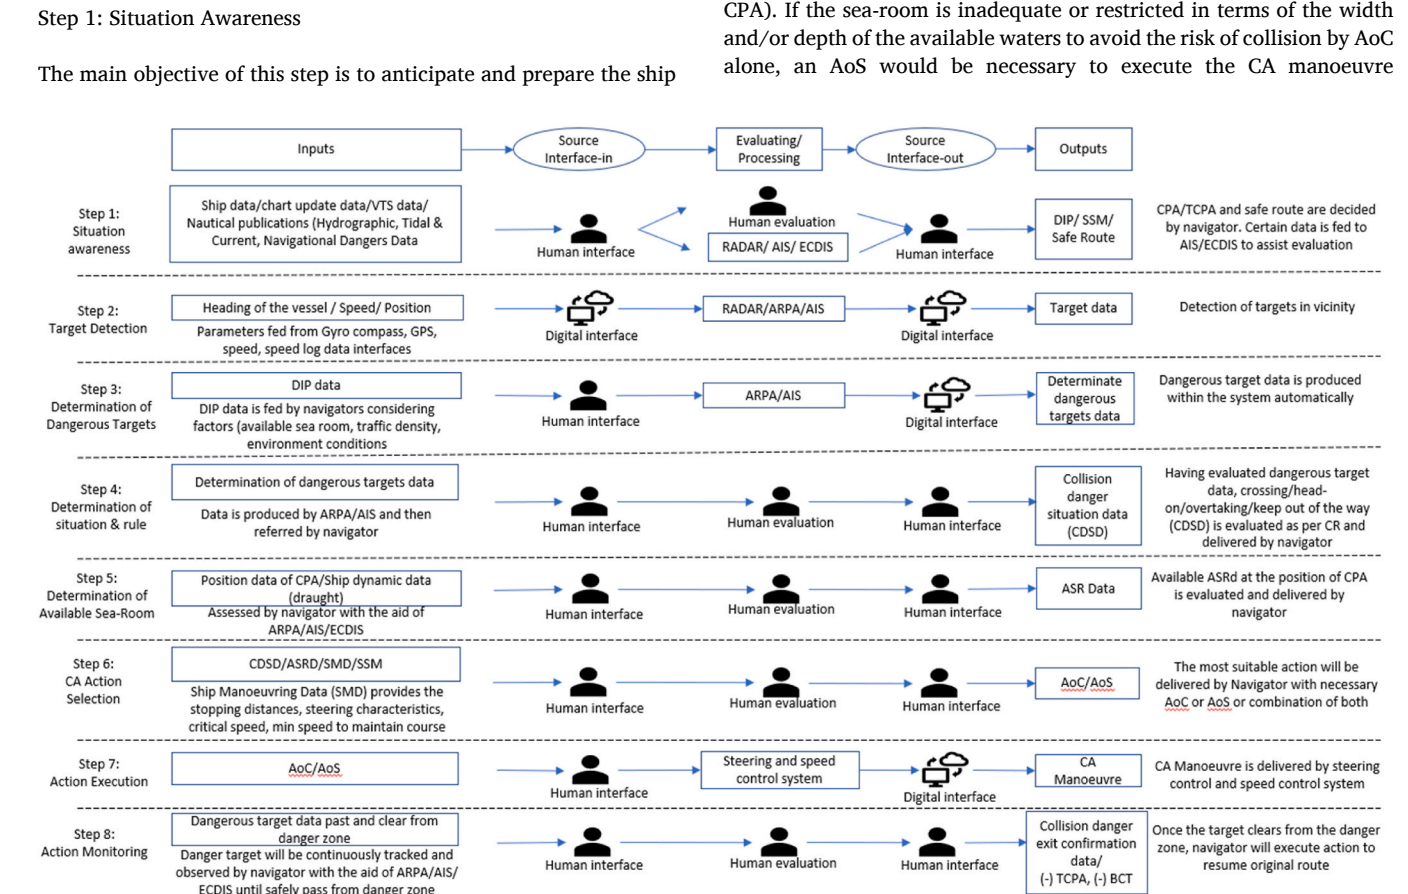 Step 1: Situation Awareness
The main objective of this step is to anticipate and prepare the ship
CPA). If the sea-room is inadequate or restricted in terms of the width
and/or depth of the available waters to avoid the risk of collision by AoC
alone, an AoS would be necessary to execute the CA manoeuvre
Inputs
Source
Interface-in
Evaluating/
Processing
Source
Interface-out
Outputs
Step 1:
Situation
awareness
Ship data/chart update data/VTS data/
Nautical publications (Hydrographic, Tidal &
Current, Navigational Dangers Data
Human interface
Human evaluation
RADAR/ AIS/ ECDIS
Human interface
DIP/ SSM/
Safe Route
CPA/TCPA and safe route are decided
by navigator. Certain data is fed to
AIS/ECDIS to assist evaluation
Step 2:
Target Detection
Heading of the vessel / Speed/ Position
Parameters fed from Gyro compass, GPS,
speed, speed log data interfaces
Digital interface
RADAR/ARPA/AIS
Digital interface
Target data
Detection of targets in vicinity
Step 3:
Determination of
Dangerous Targets
DIP data
DIP data is fed by navigators considering
factors (available sea room, traffic density,
environment conditions
Human interface
ARPA/AIS
Digital interface
Determinate
dangerous
targets data
Dangerous target data is produced
within the system automatically
Step 4:
Determination of
situation & rule
Determination of dangerous targets data
Data is produced by ARPA/AIS and then
referred by navigator
Human interface
Human evaluation
Human interface
Collision
danger
situation data
(CDSD)
Having evaluated dangerous target
data, crossing/head-
on/overtaking/keep out of the way
(CDSD) is evaluated as per CR and
delivered by navigator
Step 5:
Determination of
Available Sea-Room
Position data of CPA/Ship dynamic data
(draught)
Assessed by navigator with the aid of
ARPA/AIS/ECDIS
Human interface
Human evaluation
Human interface
ASR Data
Available ASRd at the position of CPA
is evaluated and delivered by
navigator
Step 6:
CA Action
Selection
CDSD/ASRD/SMD/SSM
Ship Manoeuvring Data (SMD) provides the
stopping distances, steering characteristics,
critical speed, min speed to maintain course
Human interface
Human evaluation
Human interface
AoC/AoS
The most suitable action will be
delivered by Navigator with necessary
AoC or AoS or combination of both
Step 7:
Action Execution
AoC/AoS
Human interface
Steering and speed
control system
Digital interface
CA
Manoeuvre
CA Manoeuvre is delivered by steering
control and speed control system
Step 8:
Action Monitoring
Dangerous target data past and clear from
danger zone
Danger target will be continuously tracked and
observed by navigator with the aid of ARPA/AIS/
ECDIS until safely pass from danger zone
Human interface
Human evaluation
Human interface
Collision danger
exit confirmation
data/
(-) TCPA, (-) BCT
Once the target clears from the danger
zone, navigator will execute action to
resume original route